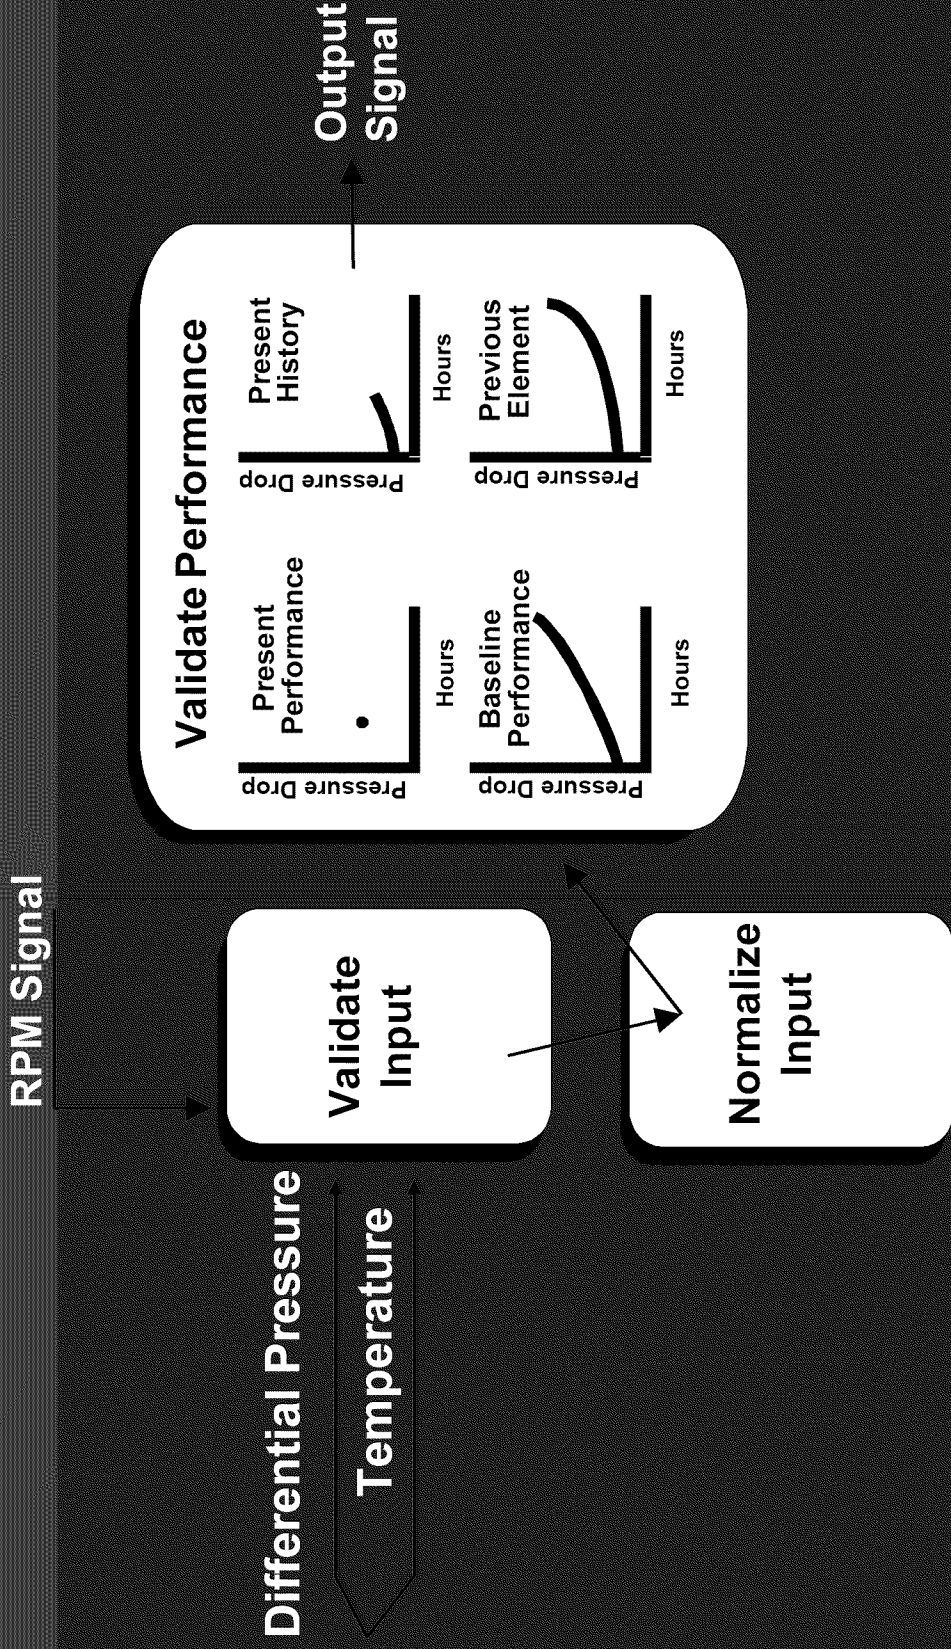 RPM Signal
Differential Pressure
Temperature
Validate
Input
Normalize
Input
Validate Performance
Present
Performance
Pressure Drop
Hours
Present
History
Pressure Drop
Hours
Baseline
Performance
Pressure Drop
Hours
Previous
Element
Pressure Drop
Hours
Output
Signal